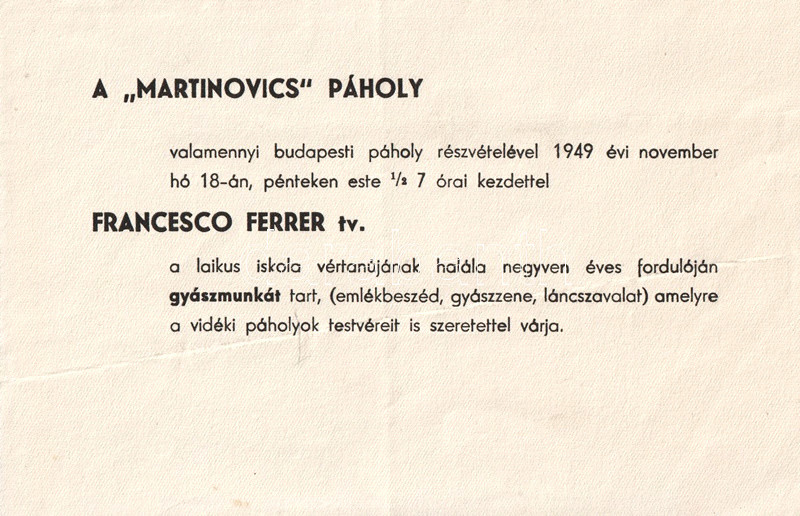 A „MARTINOVICS“ PÁHOLY
valamennyi budapesti páholy részvételével 1949 évi november
hó 18-án, pénteken este ½ 7 órai kezdettel
FRANCESCO FERRER tv.
a laikus iskola vértanújának halála negyven éves fordulóján
gyászmunkát tart, (emlékbeszéd, gyászzene, láncszavalat) amelyre
a vidéki páholyok testvéreit is szeretettel várja.